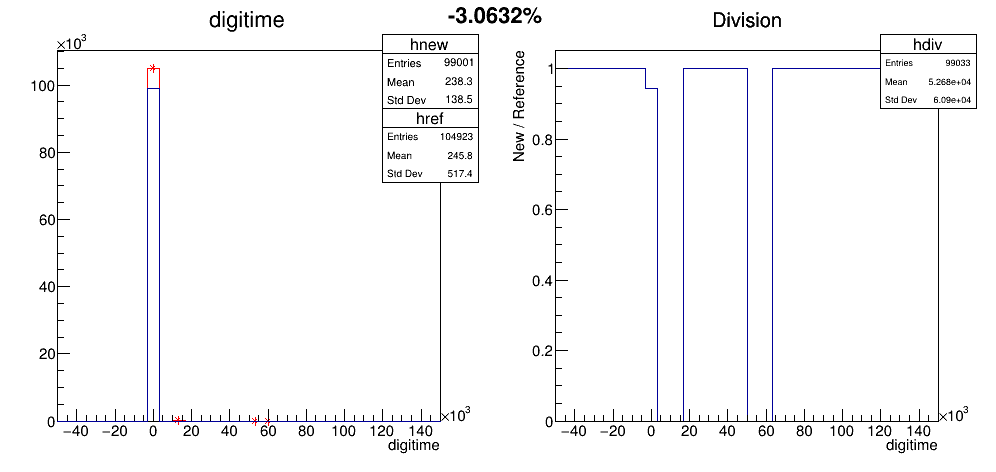 -3.0632%
digitime
×10³
hnew
Entries 99001
Mean 238.3
Std Dev 138.5
href
Entries 104923
Mean 245.8
Std Dev 517.4
100
80
60
40
20
0
−40 −20 0 20 40 60 80 100 120 140
×10³
digitime
Division
hdiv
Entries 99033
Mean 5.268e+04
Std Dev 6.09e+04
New / Reference
1
0.8
0.6
0.4
0.2
0
−40 −20 0 20 40 60 80 100 120 140
×10³
digitime